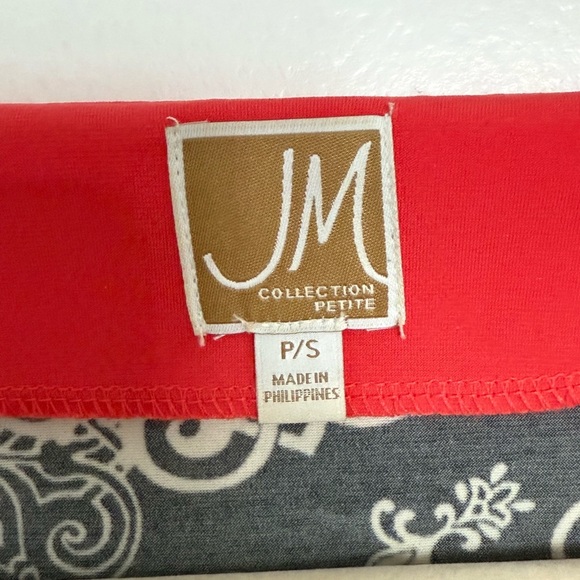 JM
COLLECTION
PETITE
P/S
MADE IN
PHILIPPINES